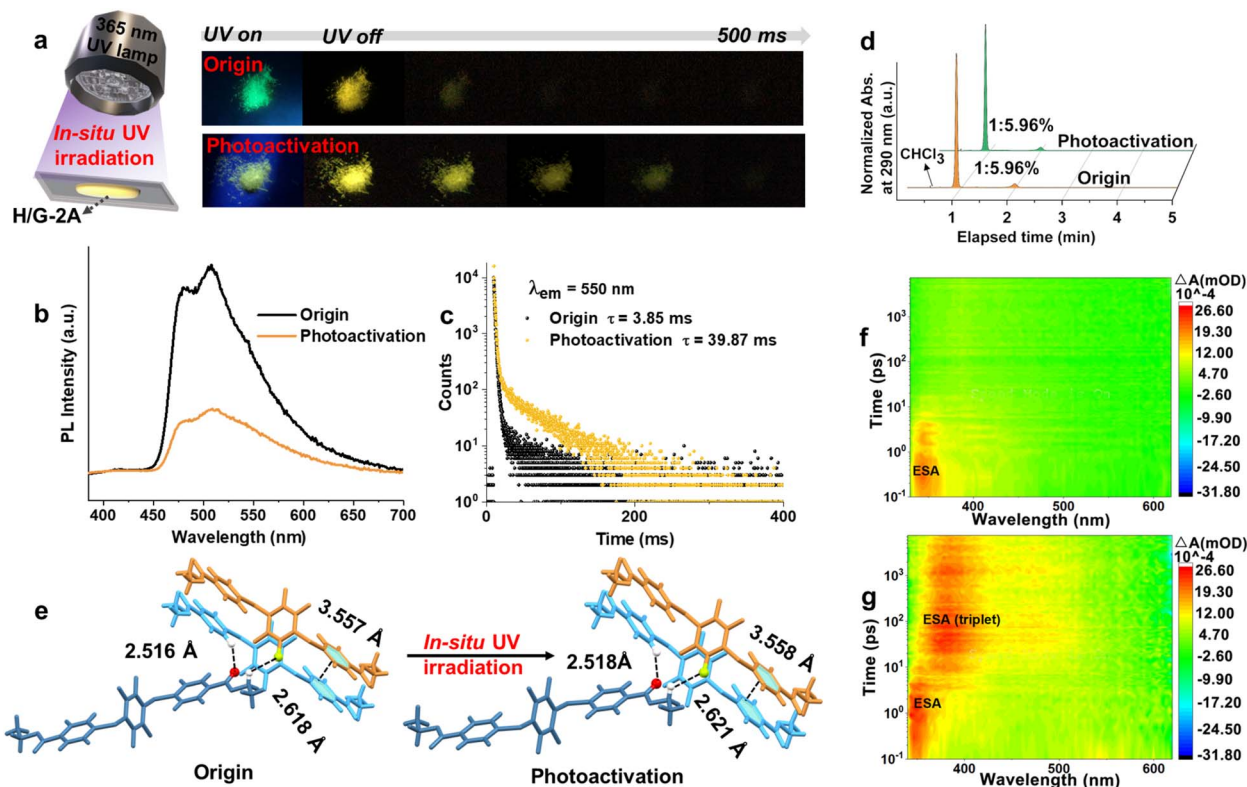 a
365 nm
UV lamp
In-situ UV
irradiation
H/G-2A
UV on UV off 500 ms
Origin
Photoactivation
d
Normalized Abs.
at 290 nm (a.u.)
1:5.96%
Photoactivation
CHCl3
1:5.96%
Origin
1 2 3 4 5
Elapsed time (min)
b
PL Intensity (a.u.)
Origin
Photoactivation
400 450 500 550 600 650 700
Wavelength (nm)
c
Counts
10^4
10^3
10^2
10^1
10^0
λem = 550 nm
Origin τ = 3.85 ms
Photoactivation τ = 39.87 ms
0 200 400
Time (ms)
e
2.516 Å
3.557 Å
2.618 Å
Origin
In-situ UV
irradiation
2.518Å
3.558 Å
2.621 Å
Photoactivation
f
△A(mOD)
10^-4
26.60
19.30
12.00
4.70
-2.60
-9.90
-17.20
-24.50
-31.80
Time (ps)
10^3
10^2
10^1
10^0
10^-1
ESA
400 500 600
Wavelength (nm)
g
△A(mOD)
10^-4
26.60
19.30
12.00
4.70
-2.60
-9.90
-17.20
-24.50
-31.80
Time (ps)
10^3
10^2
10^1
10^0
10^-1
ESA (triplet)
ESA
400 500 600
Wavelength (nm)